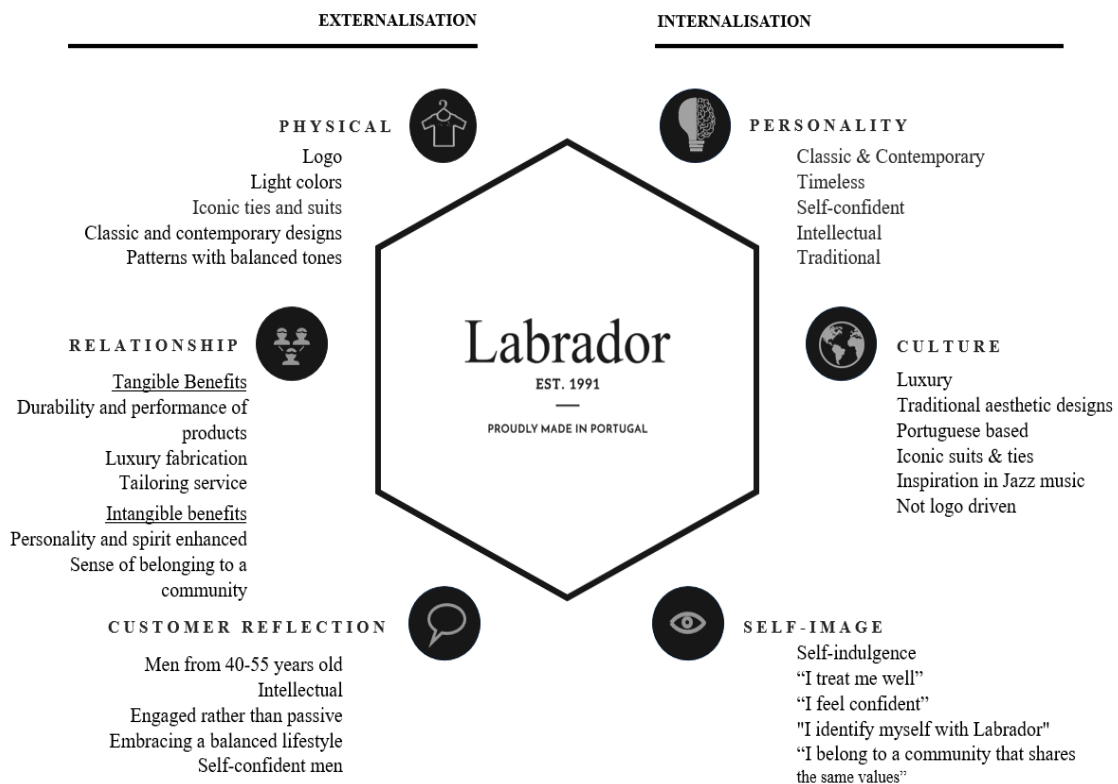 EXTERNALISATION
INTERNALISATION
PHYSICAL
Logo
Light colors
Iconic ties and suits
Classic and contemporary designs
Patterns with balanced tones
PERSONALITY
Classic & Contemporary
Timeless
Self-confident
Intellectual
Traditional
Labrador
EST. 1991
PROUDLY MADE IN PORTUGAL
RELATIONSHIP
Tangible Benefits
Durability and performance of
products
Luxury fabrication
Tailoring service
Intangible benefits
Personality and spirit enhanced
Sense of belonging to a
community
CULTURE
Luxury
Traditional aesthetic designs
Portuguese based
Iconic suits & ties
Inspiration in Jazz music
Not logo driven
CUSTOMER REFLECTION
Men from 40-55 years old
Intellectual
Engaged rather than passive
Embracing a balanced lifestyle
Self-confident men
SELF-IMAGE
Self-indulgence
“I treat me well”
“I feel confident”
"I identify myself with Labrador"
“I belong to a community that shares
the same values”